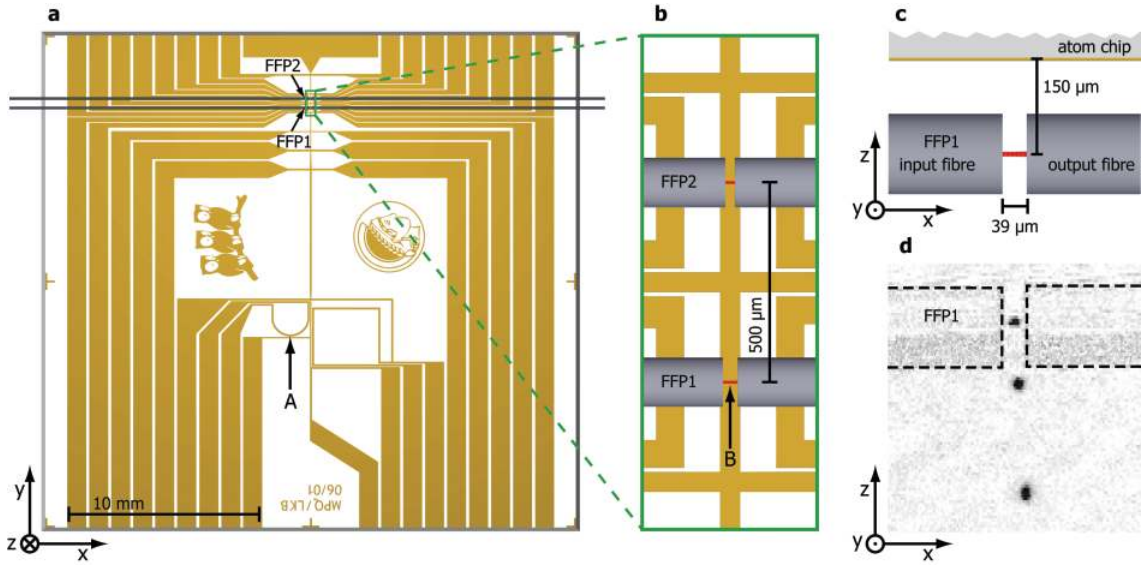 a
FFP2
FFP1
A
10 mm
MPQ/LKB
06/01
y
z
x
b
FFP2
500 µm
FFP1
B
c
atom chip
150 µm
FFP1
input fibre
output fibre
z
y
x
39 µm
d
FFP1
z
y
x